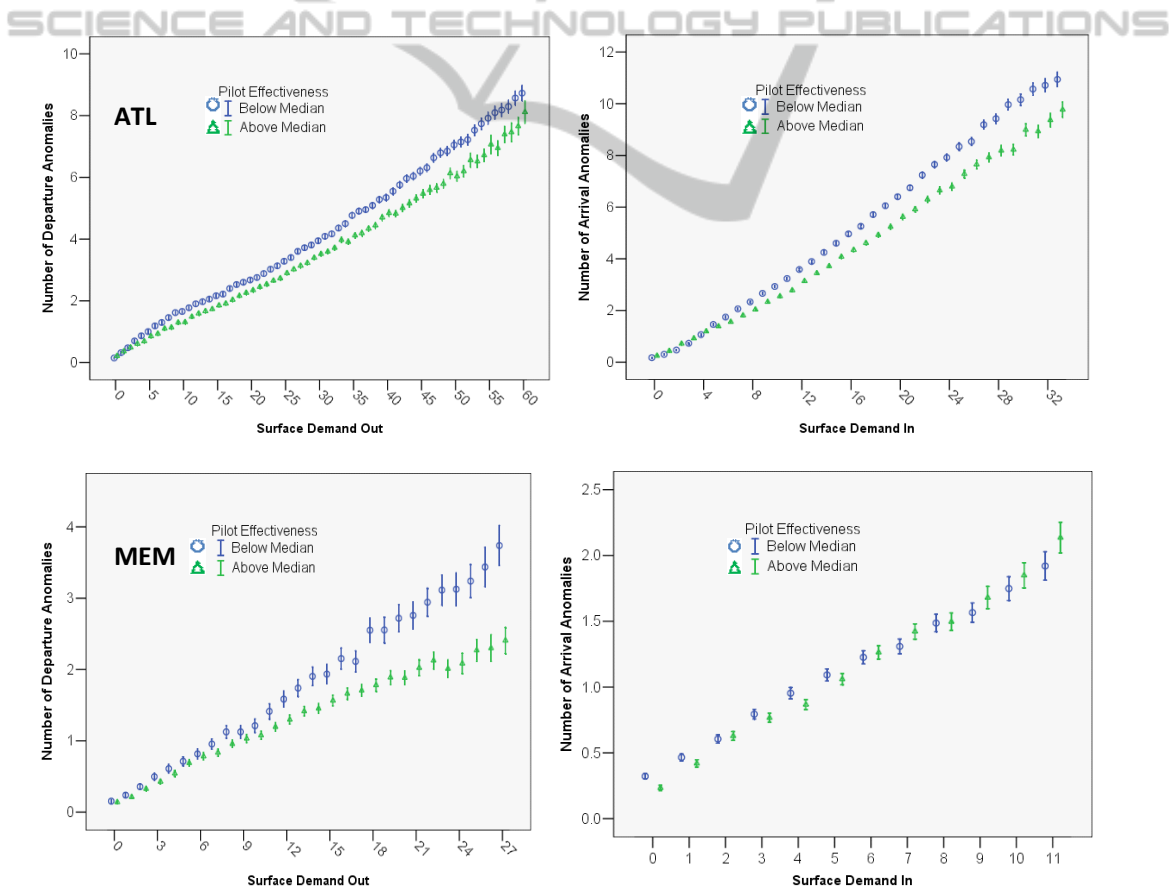 SCIENCE AND TECHNOLOGY PUBLICATIONS
10
8
6
4
2
0
Number of Departure Anomalies
ATL
Pilot Effectiveness
Below Median
Above Median
0 5 10 15 20 25 30 35 40 45 50 55 60
Surface Demand Out
12
10
8
6
4
2
0
Number of Arrival Anomalies
Pilot Effectiveness
Below Median
Above Median
0 4 8 12 16 20 24 28 32
Surface Demand In
4
3
2
1
0
Number of Departure Anomalies
MEM
Pilot Effectiveness
Below Median
Above Median
0 3 6 9 12 15 18 21 24 27
Surface Demand Out
2.5
2.0
1.5
1.0
0.5
0.0
Number of Arrival Anomalies
Pilot Effectiveness
Below Median
Above Median
0 1 2 3 4 5 6 7 8 9 10 11
Surface Demand In